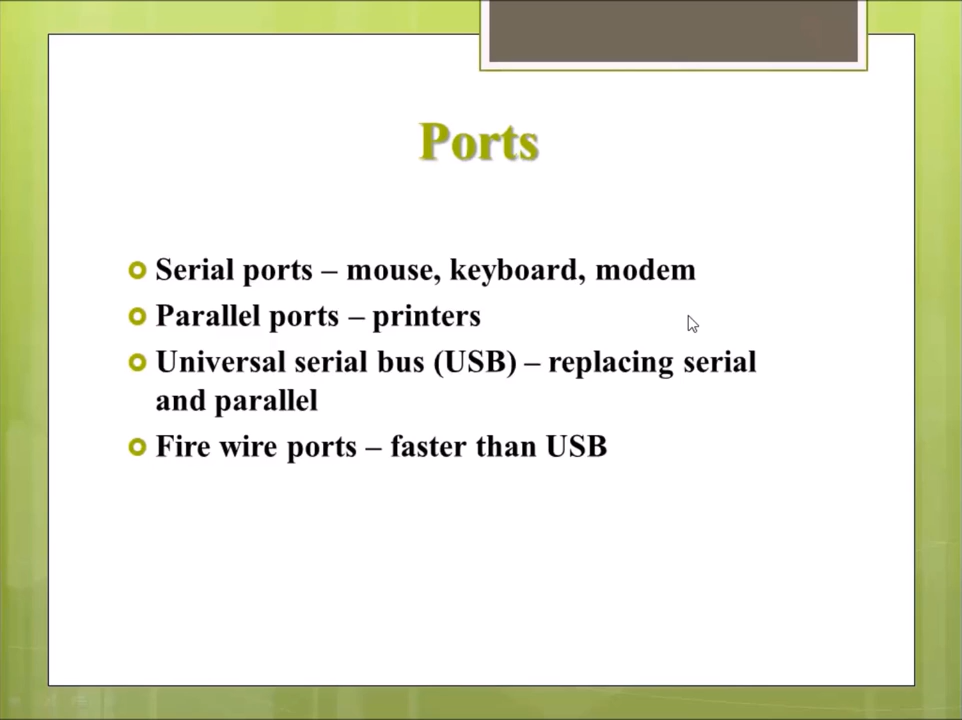 Ports
Serial ports – mouse, keyboard, modem
Parallel ports – printers
Universal serial bus (USB) – replacing serial
and parallel
Fire wire ports – faster than USB